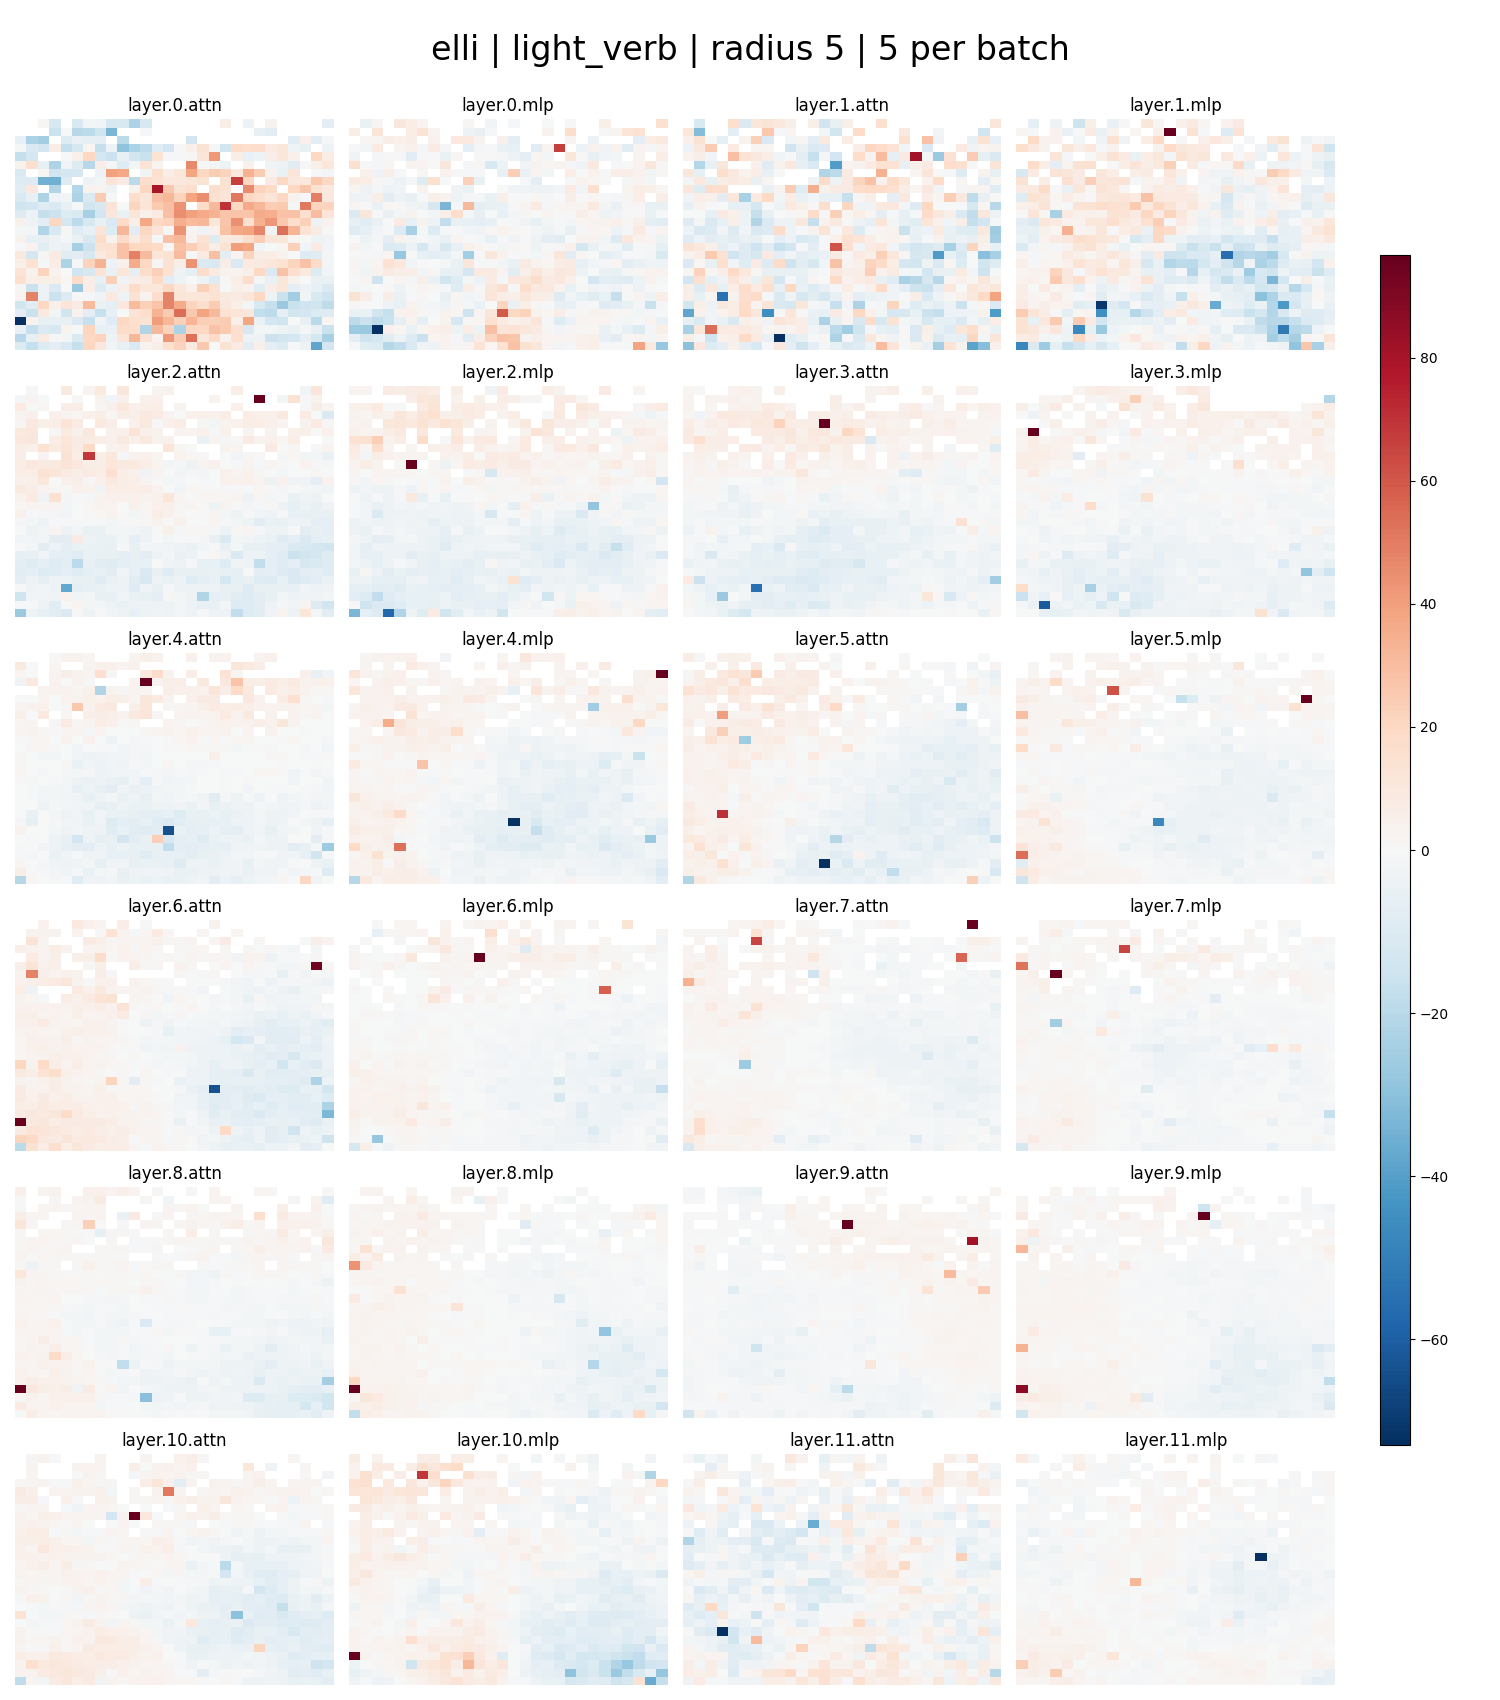 elli | light_verb | radius 5 | 5 per batch
layer.0.attn layer.0.mlp layer.1.attn layer.1.mlp
layer.2.attn layer.2.mlp layer.3.attn layer.3.mlp
layer.4.attn layer.4.mlp layer.5.attn layer.5.mlp
layer.6.attn layer.6.mlp layer.7.attn layer.7.mlp
layer.8.attn layer.8.mlp layer.9.attn layer.9.mlp
layer.10.attn layer.10.mlp layer.11.attn layer.11.mlp
80
60
40
20
0
−20
−40
−60